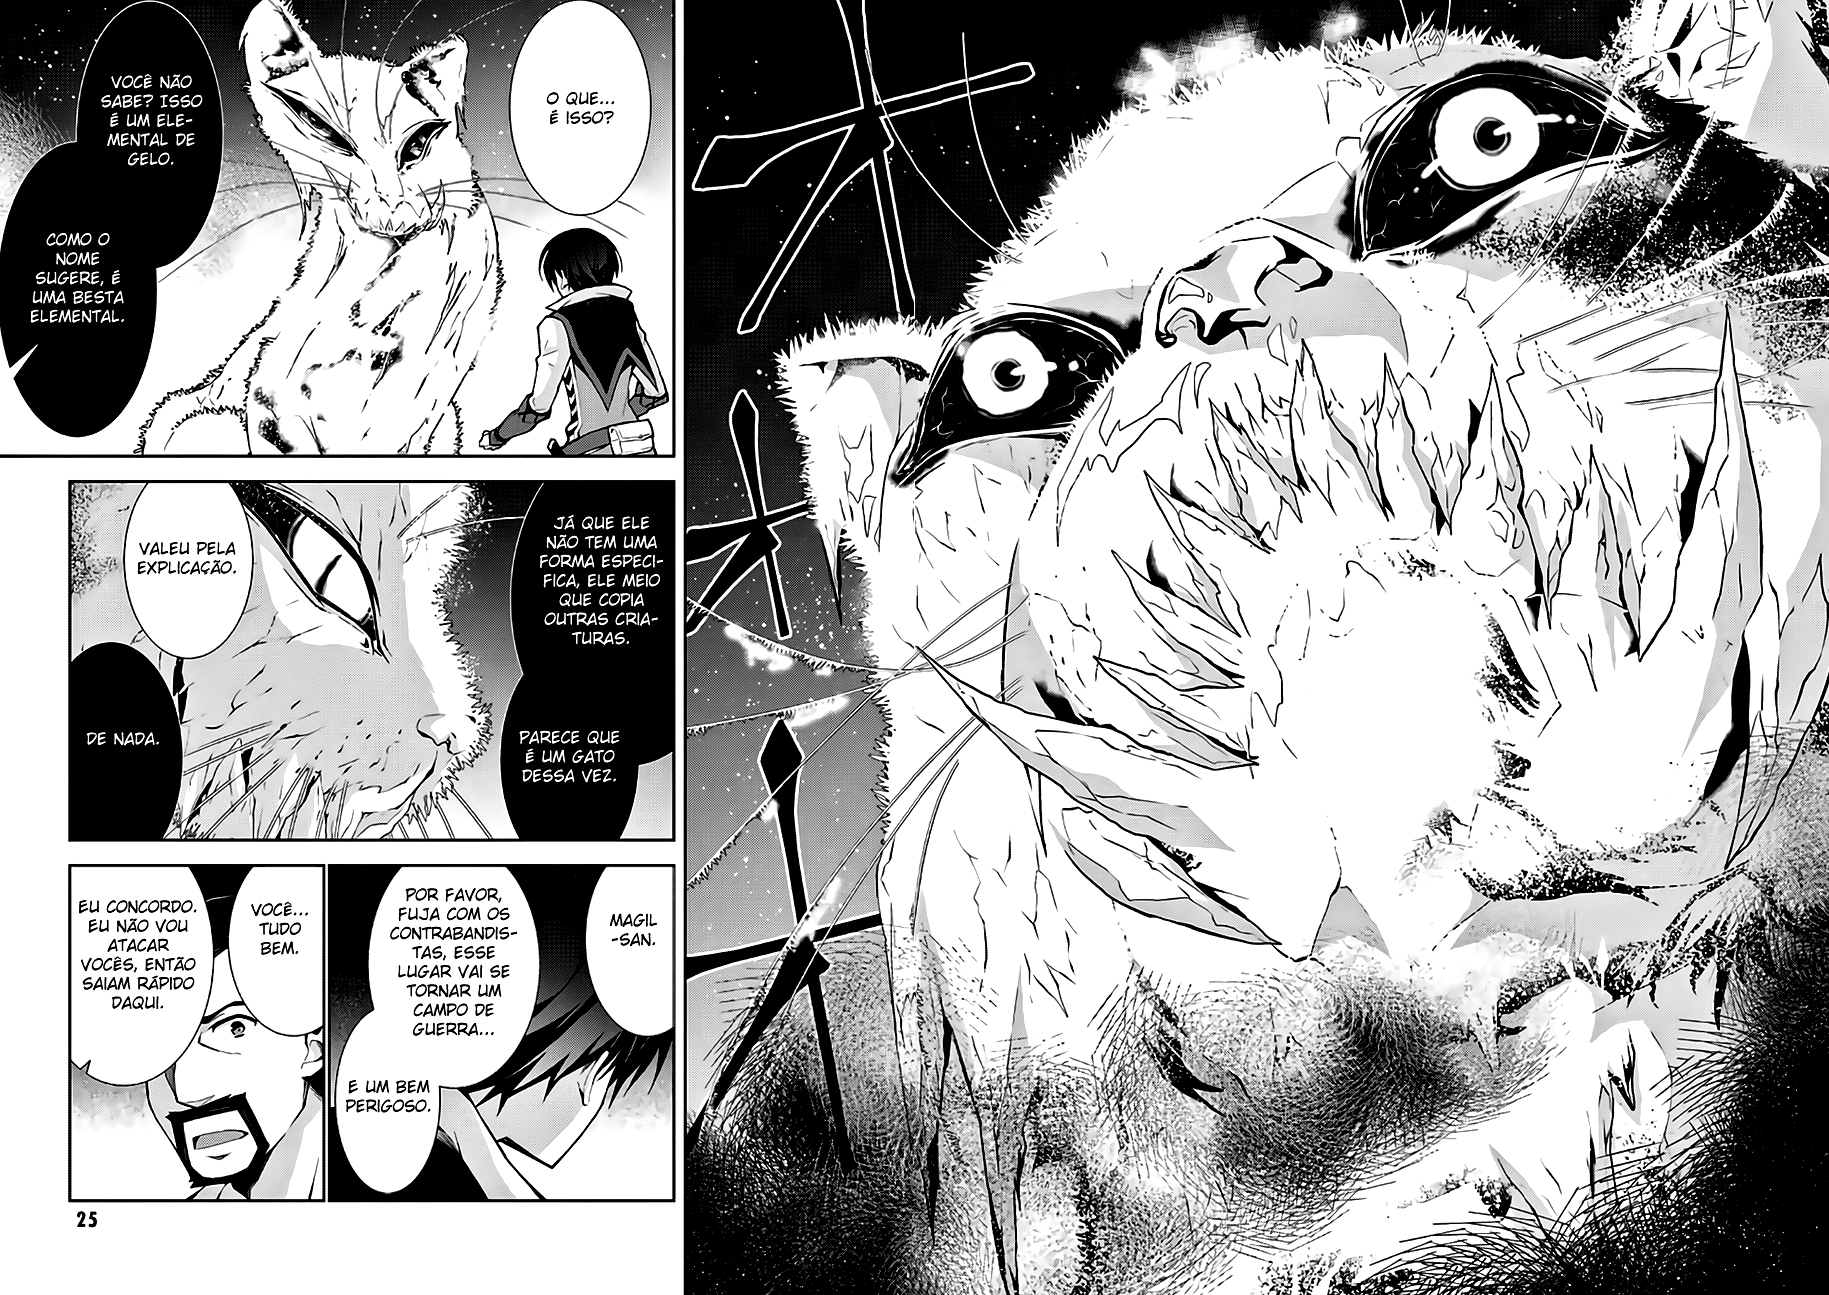 オ
オ
オ
O QUE...
É ISSO?
VOCÊ NÃO
SABE? ISSO
É UM ELE-
MENTAL DE
GELO.
COMO O
NOME
SUGERE, É
UMA BESTA
ELEMENTAL.
JÁ QUE ELE
NÃO TEM UMA
FORMA ESPECI-
FICA, ELE MEIO
QUE COPIA
OUTRAS CRIA-
TURAS.
PARECE QUE
É UM GATO
DESSA VEZ.
VALEU PELA
EXPLICAÇÃO.
DE NADA.
MAGIL
-SAN.
POR FAVOR,
FUJA COM OS
CONTRABANDIS-
TAS, ESSE
LUGAR VAI SE
TORNAR UM
CAMPO DE
GUERRA...
E UM BEM
PERIGOSO.
VOCÊ...
TUDO
BEM.
EU CONCORDO.
EU NÃO VOU
ATACAR
VOCÊS, ENTÃO
SAIAM RÁPIDO
DAQUI.
25